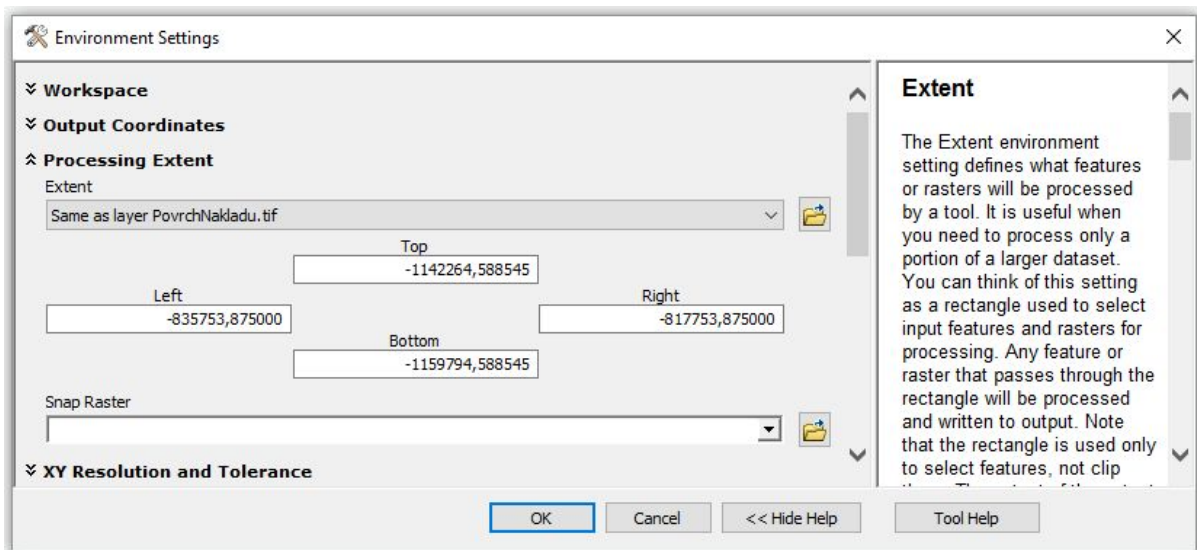 Environment Settings
Workspace
Output Coordinates
Processing Extent
Extent
Same as layer PovrchNakladu.tif
Top
-1142264,588545
Left
Right
-835753,875000
-817753,875000
Bottom
-1159794,588545
Snap Raster
XY Resolution and Tolerance
Extent
The Extent environment
setting defines what features
or rasters will be processed
by a tool. It is useful when
you need to process only a
portion of a larger dataset.
You can think of this setting
as a rectangle used to select
input features and rasters for
processing. Any feature or
raster that passes through the
rectangle will be processed
and written to output. Note
that the rectangle is used only
to select features, not clip
OK
Cancel
<< Hide Help
Tool Help